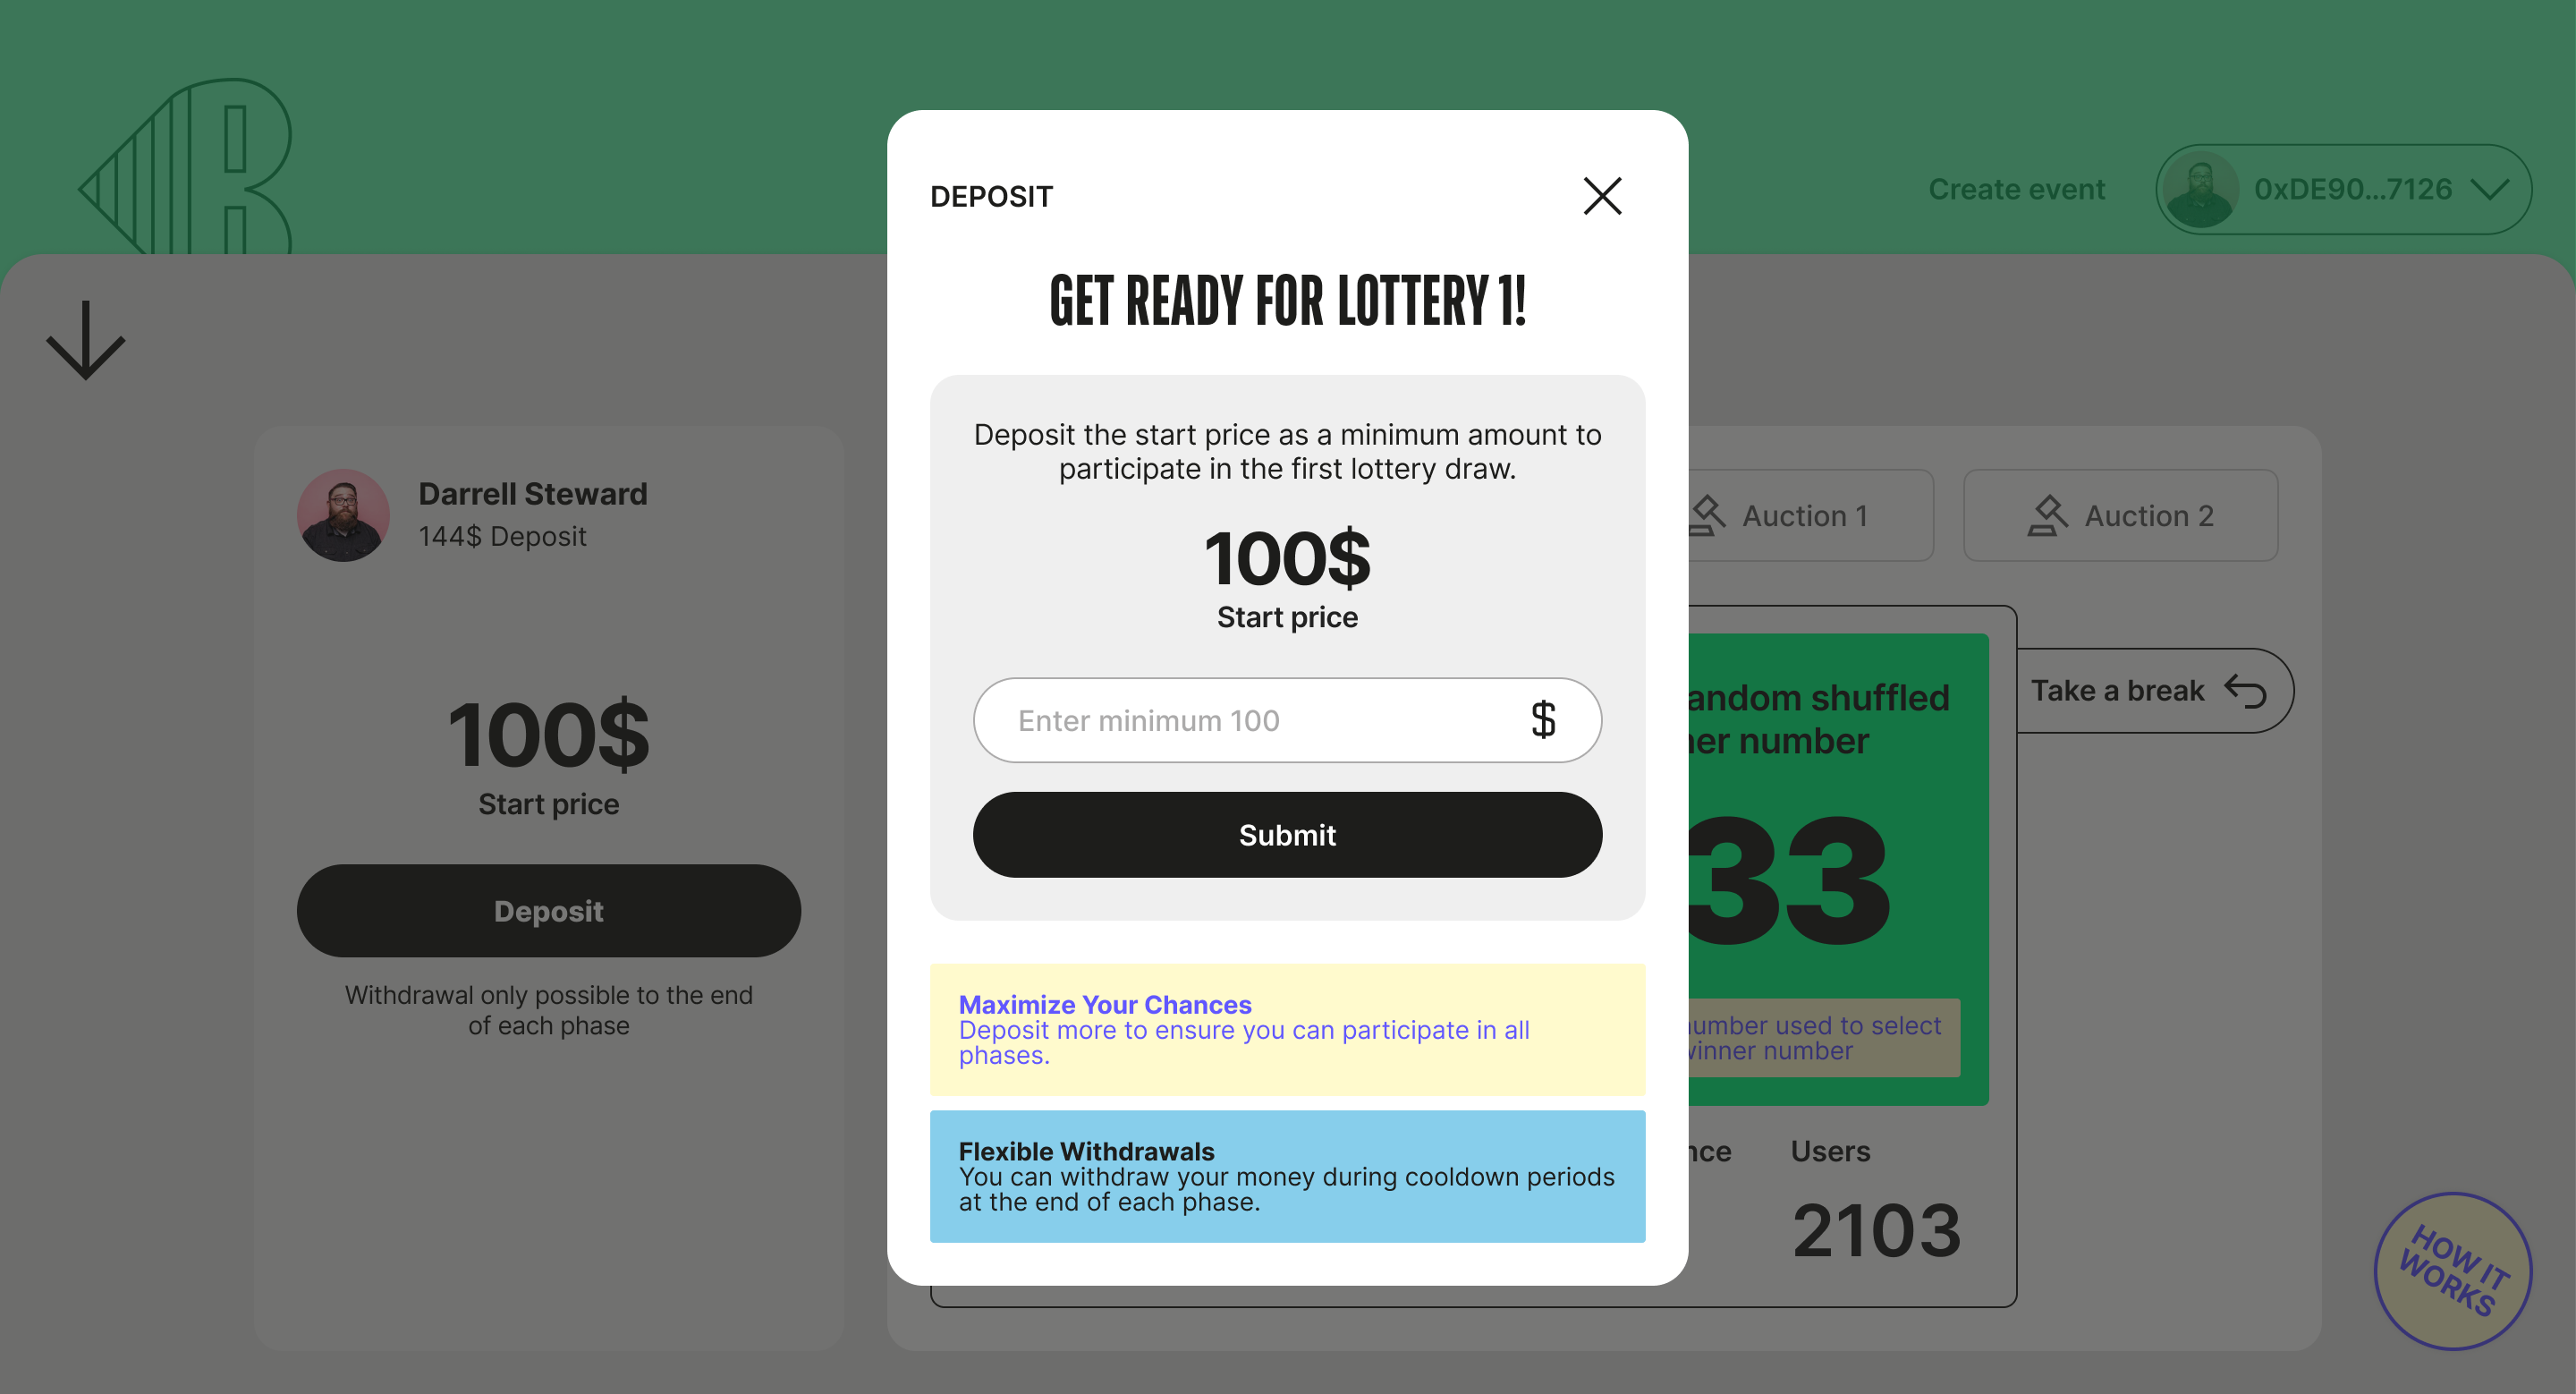 Create event
0xDE90...7126
DEPOSIT
GET READY FOR LOTTERY 1!
Deposit the start price as a minimum amount to
participate in the first lottery draw.
100$
Start price
Enter minimum 100 $
Submit
Maximize Your Chances
Deposit more to ensure you can participate in all
phases.
Flexible Withdrawals
You can withdraw your money during cooldown periods
at the end of each phase.
Darrell Steward
144$ Deposit
100$
Start price
Deposit
Withdrawal only possible to the end
of each phase
Auction 1
Auction 2
andom shuffled
er number
33
number used to select
winner number
Take a break
nce
Users
2103
HOW IT
WORKS